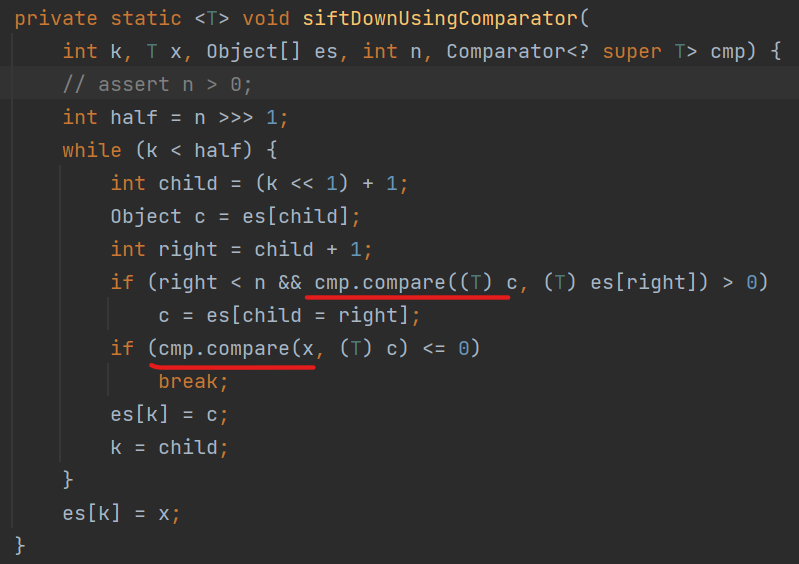 private static <T> void siftDownUsingComparator(
    int k, T x, Object[] es, int n, Comparator<? super T> cmp) {
    // assert n > 0;
    int half = n >>> 1;
    while (k < half) {
        int child = (k << 1) + 1;
        Object c = es[child];
        int right = child + 1;
        if (right < n && cmp.compare((T) c, (T) es[right]) > 0)
            c = es[child = right];
        if (cmp.compare(x, (T) c) <= 0)
            break;
        es[k] = c;
        k = child;
    }
    es[k] = x;
}